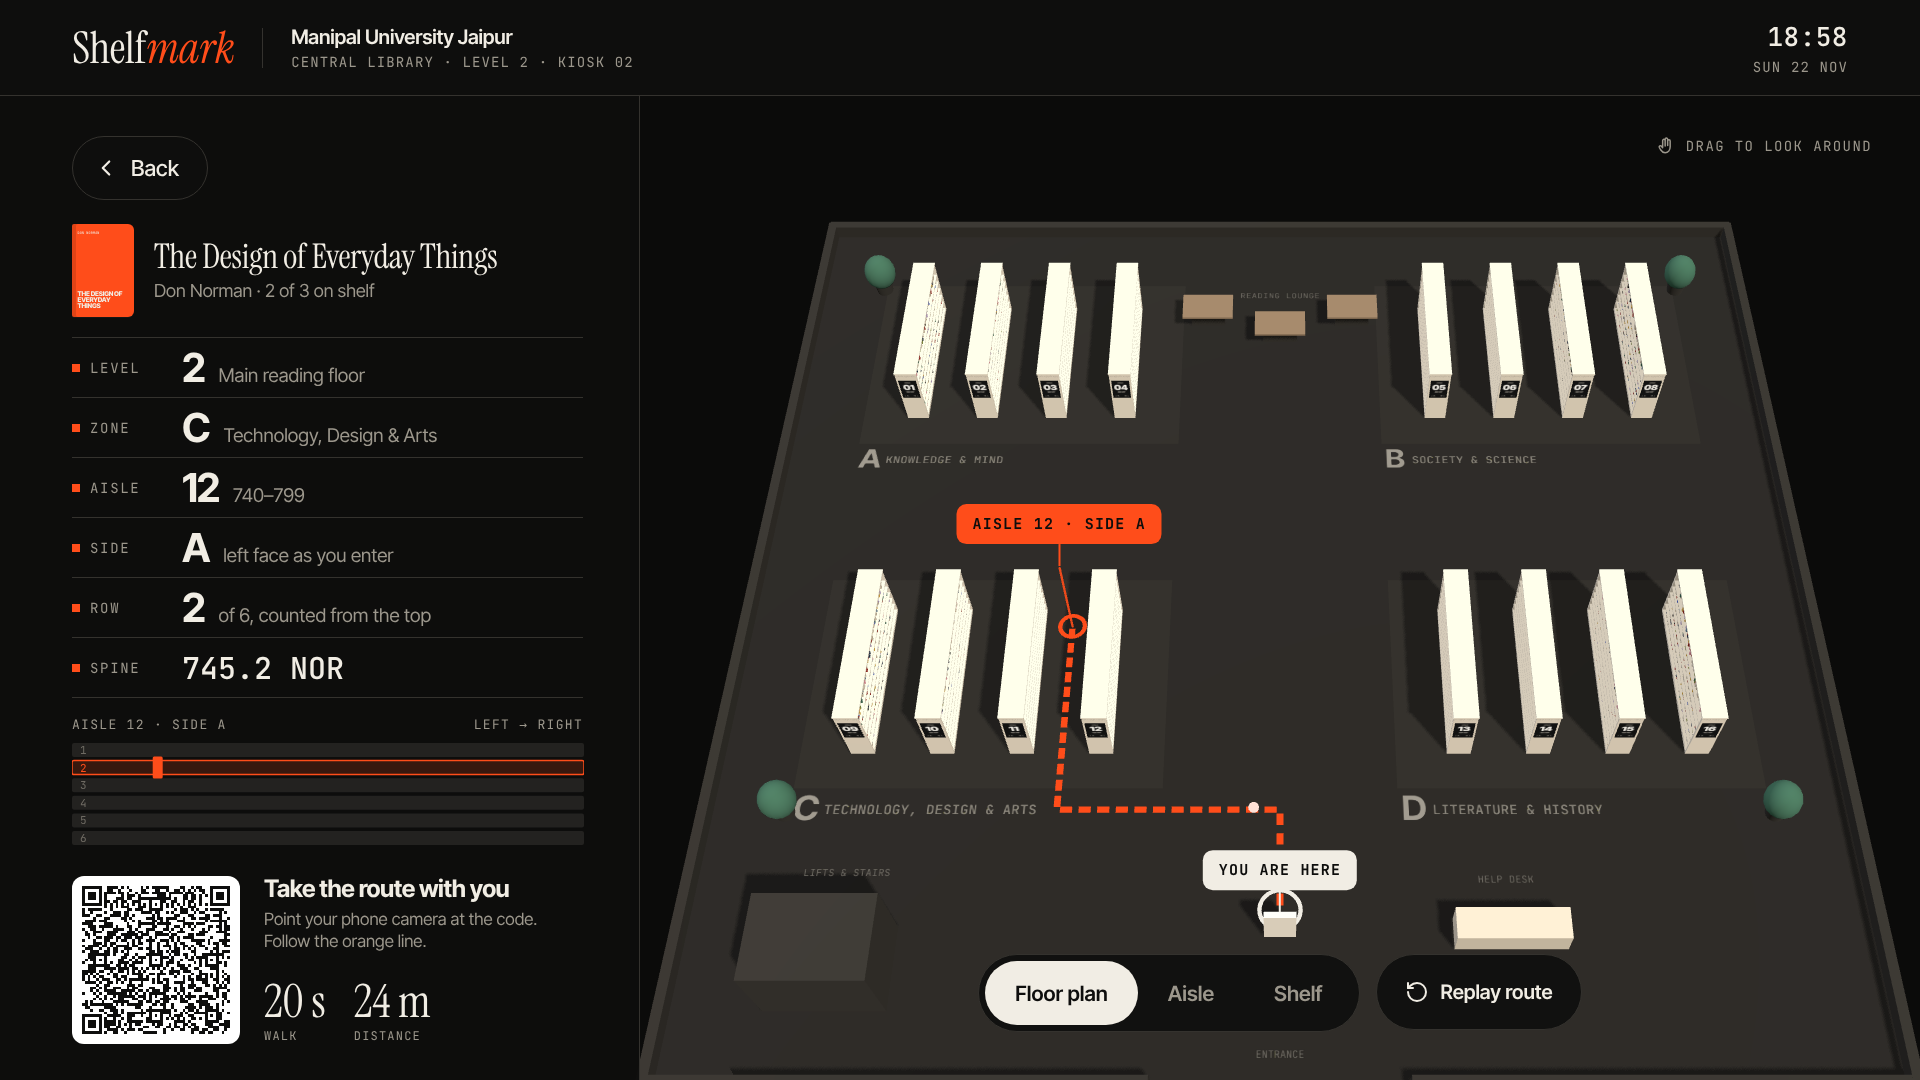 Shelfmark
Manipal University Jaipur
CENTRAL LIBRARY · LEVEL 2 · KIOSK 02
18:58
SUN 22 NOV
Back
DRAG TO LOOK AROUND
DON NORMAN
THE DESIGN OF
EVERYDAY
THINGS
The Design of Everyday Things
Don Norman · 2 of 3 on shelf
LEVEL 2 Main reading floor
ZONE C Technology, Design & Arts
AISLE 12 740–799
SIDE A left face as you enter
ROW 2 of 6, counted from the top
SPINE 745.2 NOR
AISLE 12 · SIDE A LEFT → RIGHT
1
2
3
4
5
6
Take the route with you
Point your phone camera at the code.
Follow the orange line.
20 s 24 m
WALK DISTANCE
READING LOUNGE
01 02 03 04 05 06 07 08
A KNOWLEDGE & MIND
B SOCIETY & SCIENCE
AISLE 12 · SIDE A
09 10 11 12 13 14 15 16
C TECHNOLOGY, DESIGN & ARTS
D LITERATURE & HISTORY
LIFTS & STAIRS
YOU ARE HERE
HELP DESK
Floor plan Aisle Shelf
Replay route
ENTRANCE